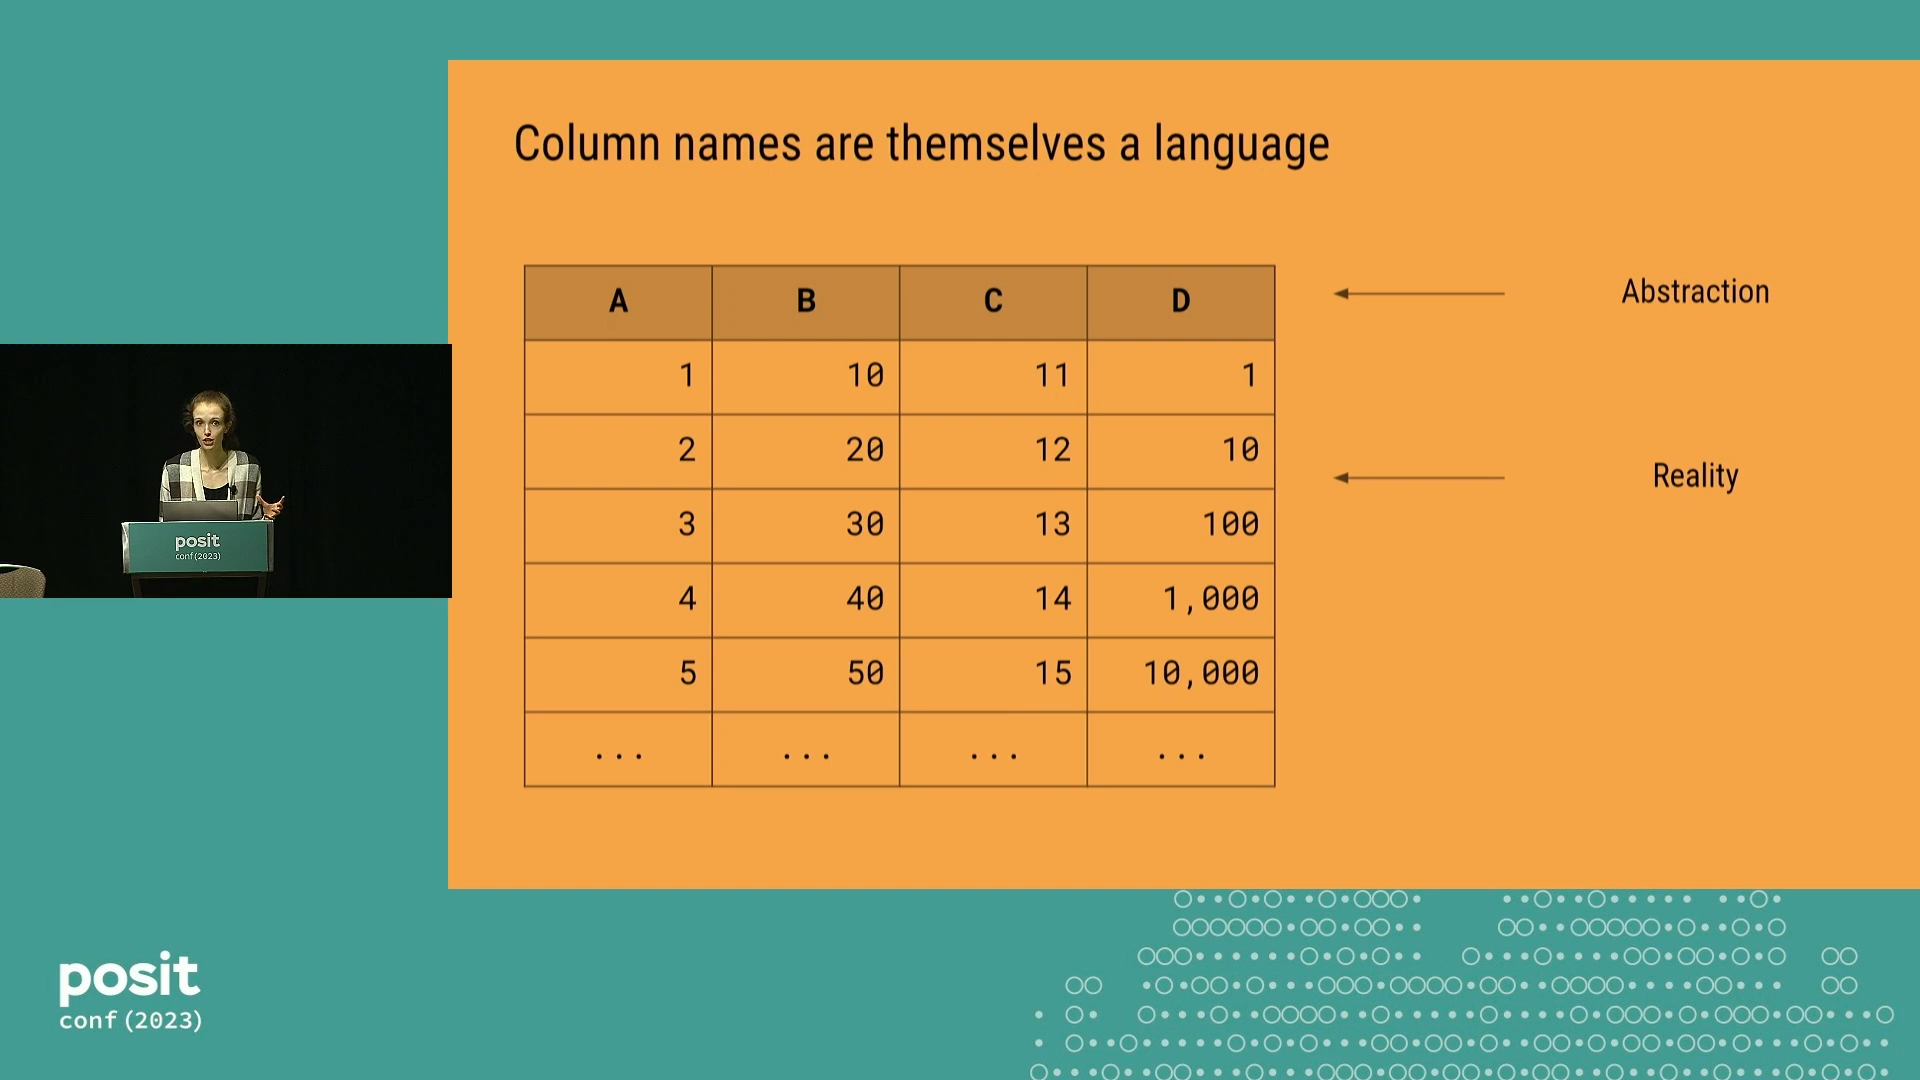 Column names are themselves a language
A B C D
1 10 11 1
2 20 12 10
3 30 13 100
4 40 14 1,000
5 50 15 10,000
... ... ... ...
Abstraction
Reality
posit
conf(2023)
posit
conf(2023)